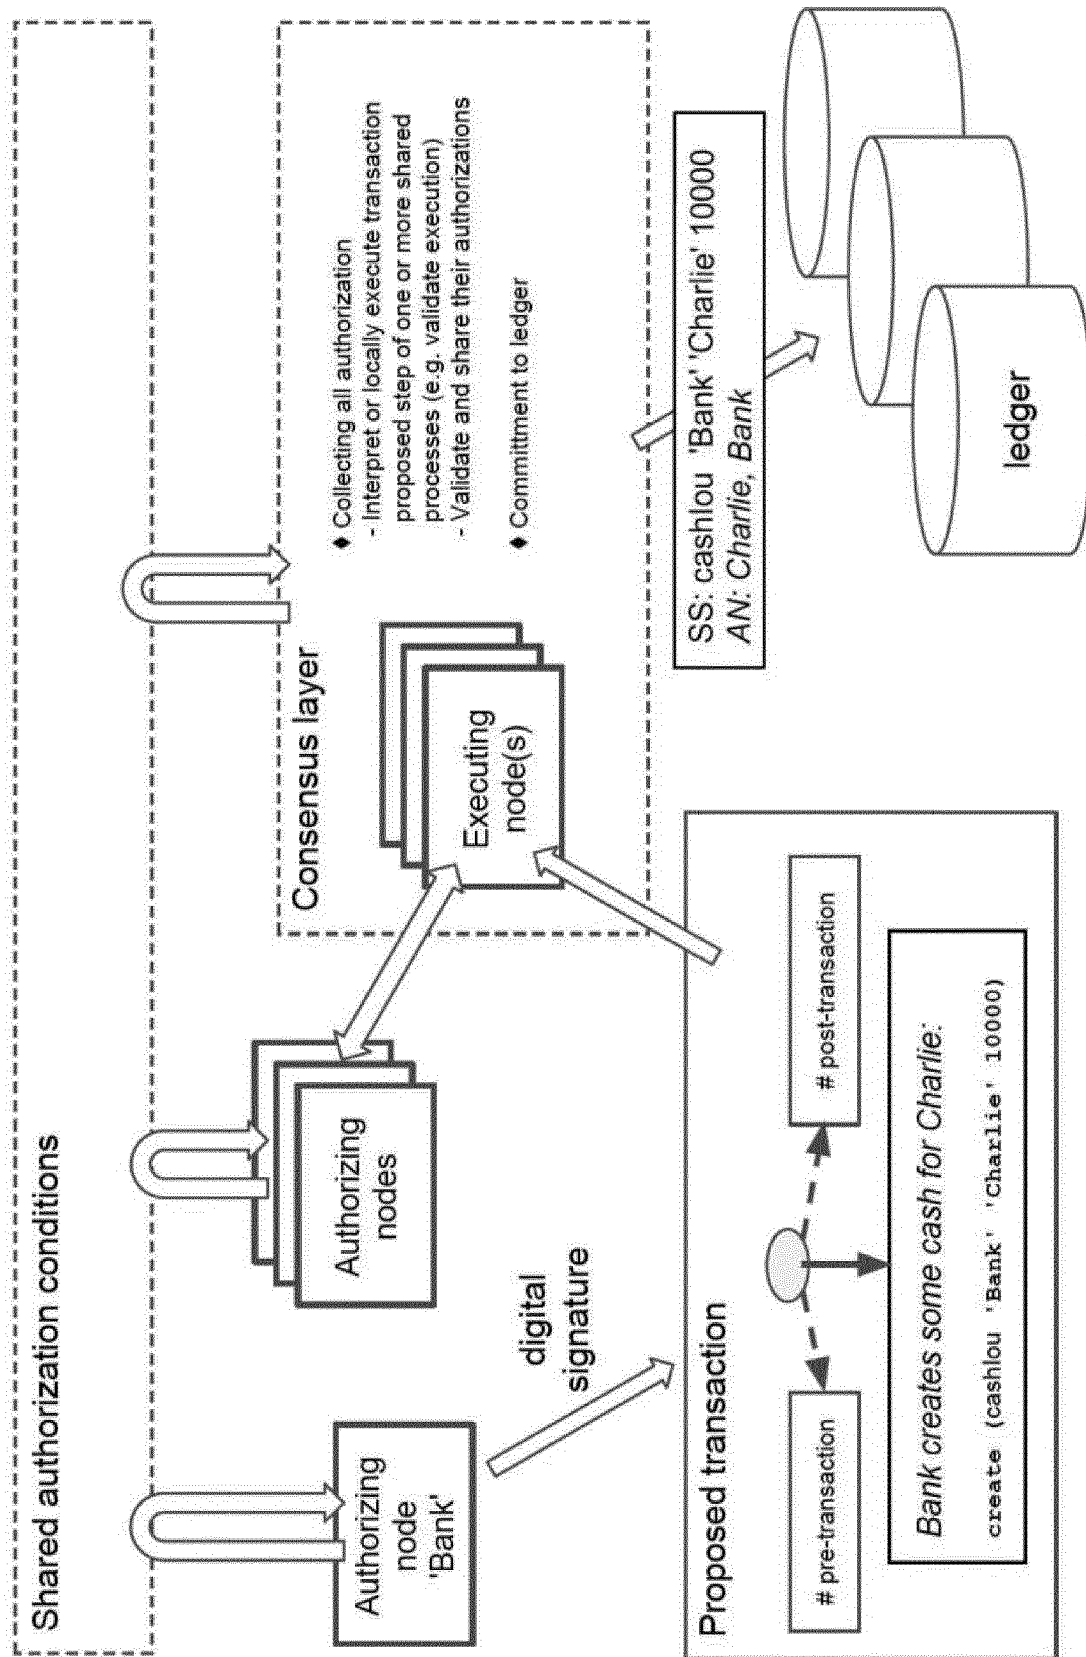 Shared authorization conditions
Authorizing
node
'Bank'
Authorizing
nodes
digital
signature
Consensus layer
Executing
node(s)
♦ Collecting all authorization
- Interpret or locally execute transaction
proposed step of one or more shared
processes (e.g. validate execution)
- Validate and share their authorizations
♦ Committment to ledger
Proposed transaction
# pre-transaction
# post-transaction
Bank creates some cash for Charlie:
create (cashlou 'Bank' 'Charlie' 10000)
SS: cashlou 'Bank' 'Charlie' 10000
AN: Charlie, Bank
ledger